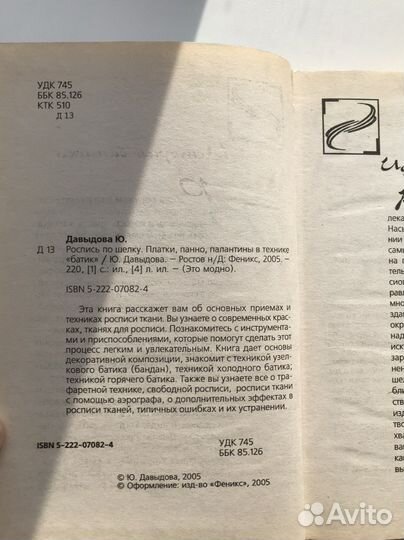 УДК 745
ББК 85.126
КТК 510
Д 13
Давыдова Ю.
Д 13 Роспись по шелку. Платки, панно, палантины в технике
«батик» / Ю. Давыдова. – Ростов н/Д: Феникс, 2005. –
220, [1] с.: ил., [4] л. ил. – (Это модно).
ISBN 5-222-07082-4
Эта книга расскажет вам об основных приемах и
техниках росписи ткани. Вы узнаете о современных крас-
ках, тканях для росписи. Познакомитесь с инструмента-
ми и приспособлениями, которые помогут сделать этот
процесс легким и увлекательным. Книга дает основы
декоративной композиции, знакомит с техникой узел-
кового батика (бандан), техникой холодного батика;
техникой горячего батика. Также вы узнаете все о тра-
фаретной технике, свободной росписи, росписи ткани
с помощью аэрографа, о дополнительных эффектах в
росписи тканей, типичных ошибках и их устранении.
ISBN 5-222-07082-4
УДК 745
ББК 85.126
© Ю. Давыдова, 2005
© Оформление: изд-во «Феникс», 2005
Avito